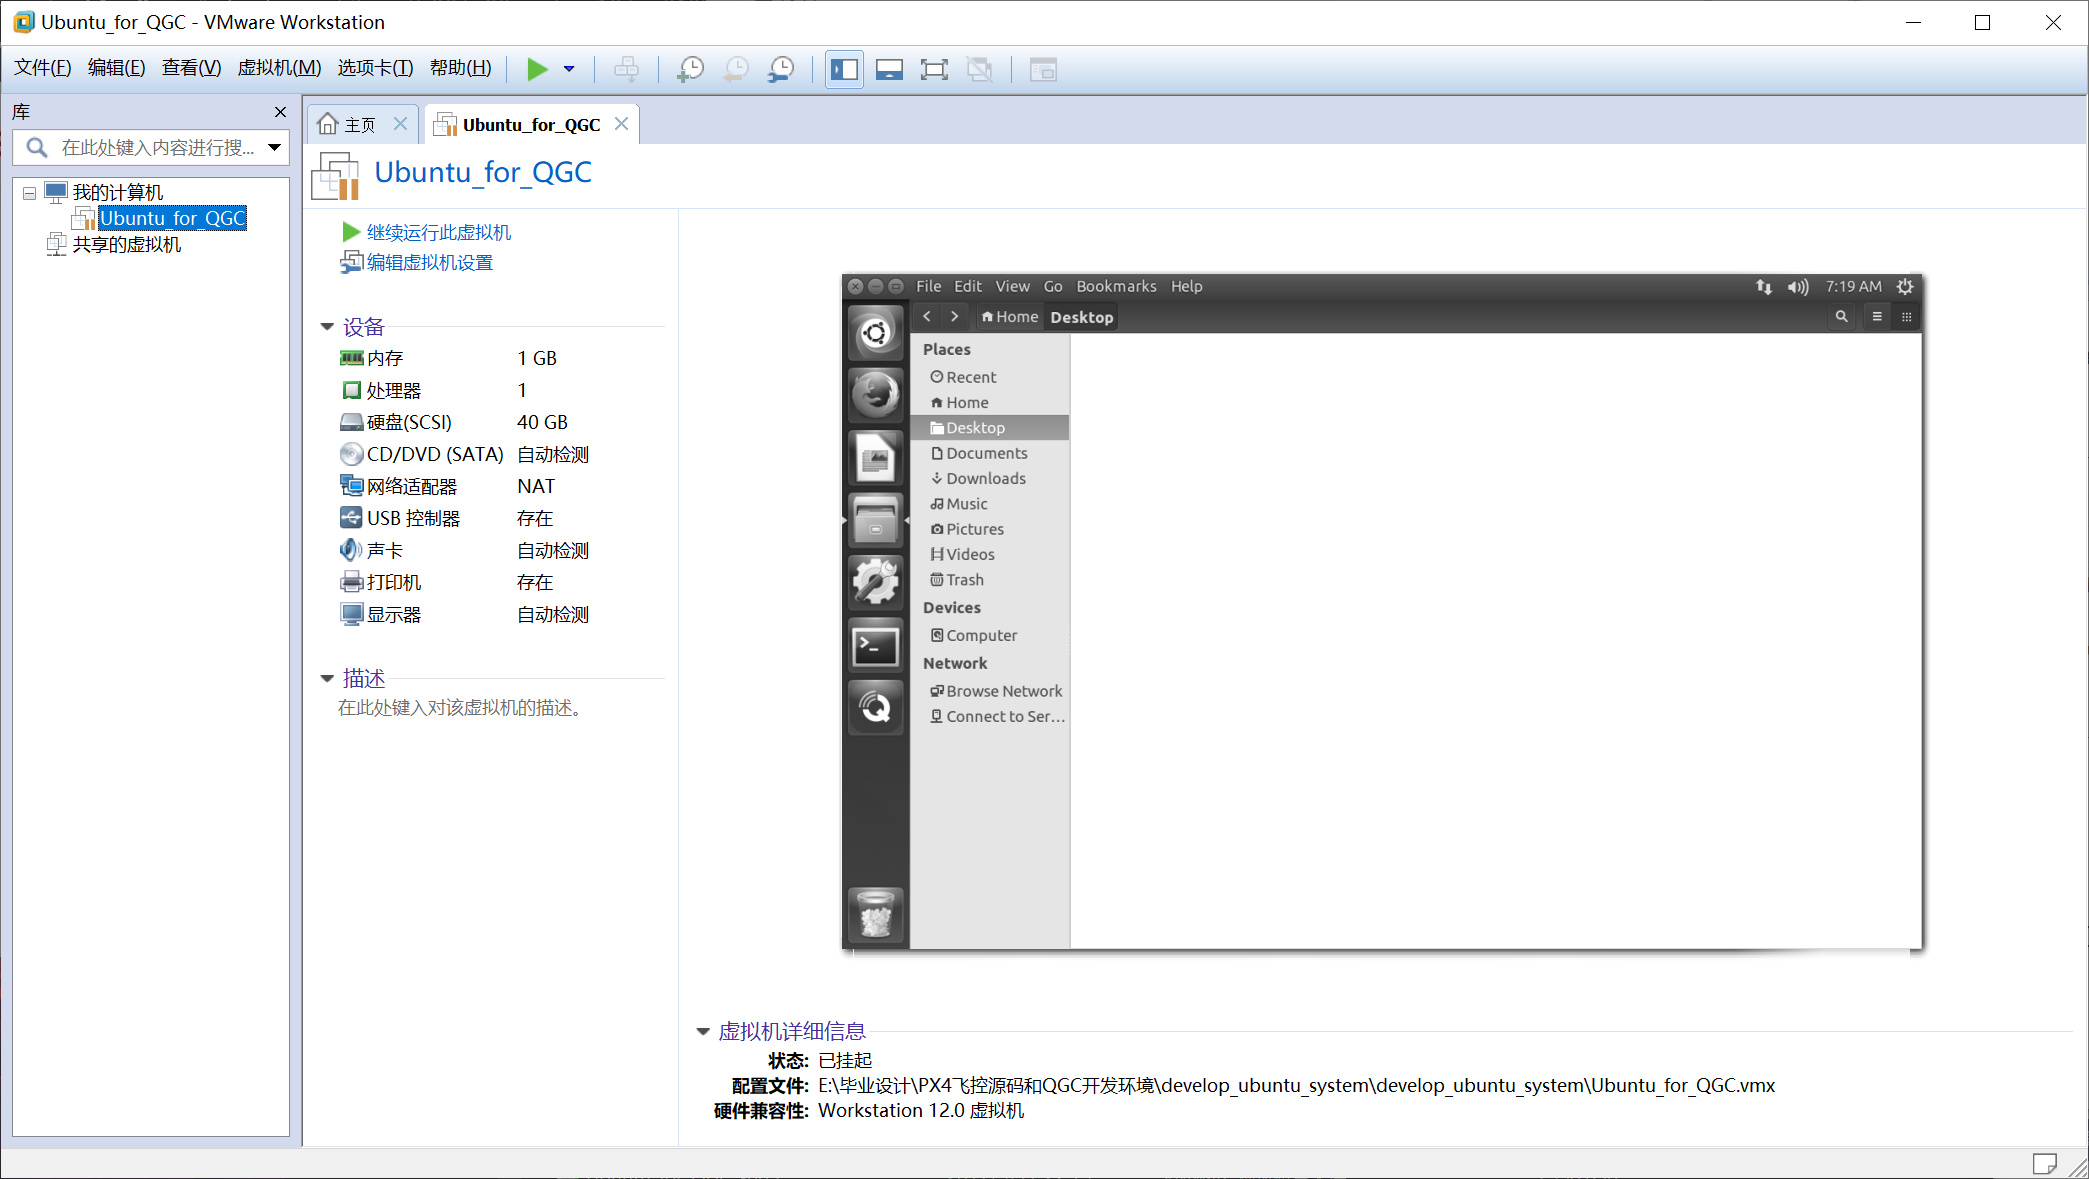 Ubuntu_for_QGC - VMware Workstation
文件(F) 编辑(E) 查看(V) 虚拟机(M) 选项卡(T) 帮助(H)
库
在此处键入内容进行搜...
我的计算机
Ubuntu_for_QGC
共享的虚拟机
主页 Ubuntu_for_QGC
Ubuntu_for_QGC
继续运行此虚拟机
编辑虚拟机设置
设备
内存 1 GB
处理器 1
硬盘(SCSI) 40 GB
CD/DVD (SATA) 自动检测
网络适配器 NAT
USB 控制器 存在
声卡 自动检测
打印机 存在
显示器 自动检测
描述
在此处键入对该虚拟机的描述。
File Edit View Go Bookmarks Help 7:19 AM
Home Desktop
Places
Recent
Home
Desktop
Documents
Downloads
Music
Pictures
Videos
Trash
Devices
Computer
Network
Browse Network
Connect to Ser...
虚拟机详细信息
状态: 已挂起
配置文件: E:\毕业设计\PX4飞控源码和QGC开发环境\develop_ubuntu_system\develop_ubuntu_system\Ubuntu_for_QGC.vmx
硬件兼容性: Workstation 12.0 虚拟机